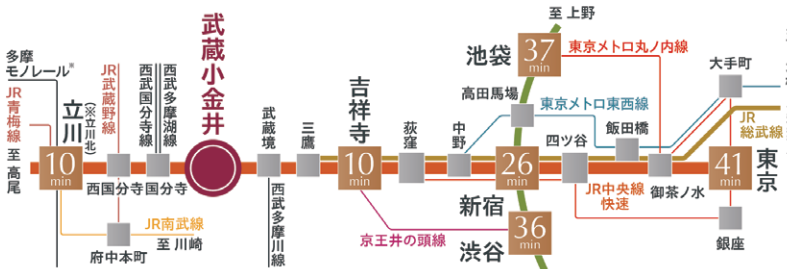 至 上野
池袋
37
min
東京メトロ丸ノ内線
多摩
モノレール※
JR
青梅線
至
高尾
立川
(※立川北)
10
min
JR武蔵野線
西武国分寺線
西武多摩湖線
武蔵小金井
武蔵境
三鷹
吉祥寺
10
min
荻窪
中野
高田馬場
東京メトロ東西線
大手町
飯田橋
四ツ谷
JR
総武線
26
min
新宿
御茶ノ水
41
min
東京
西国分寺
国分寺
JR中央線
快速
JR南武線
至 川崎
府中本町
西武多摩川線
京王井の頭線
36
min
渋谷
銀座